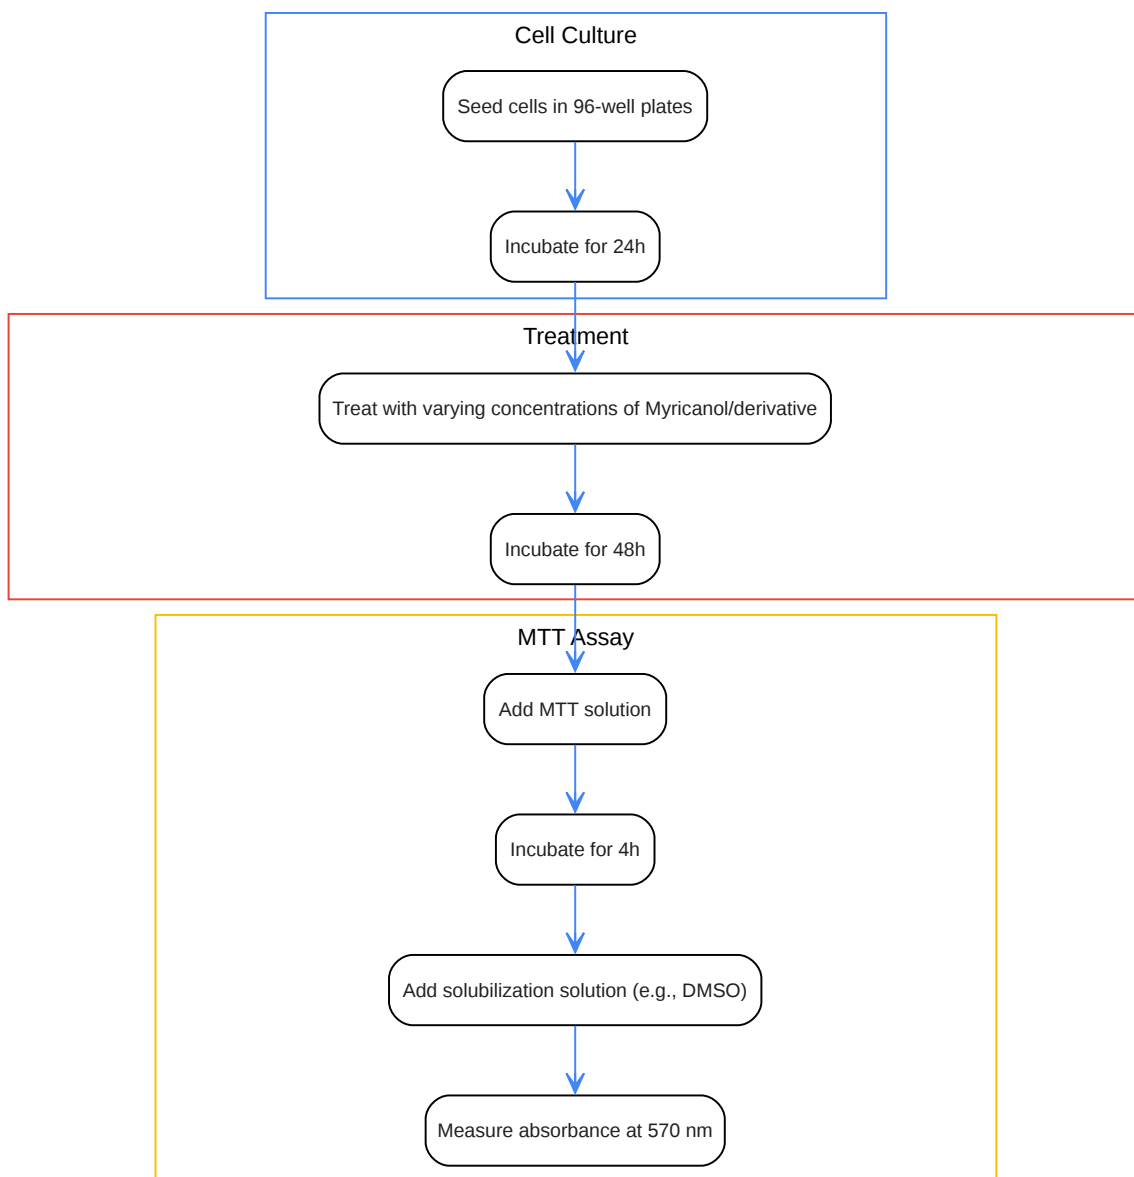 Cell Culture
Seed cells in 96-well plates
Incubate for 24h
Treatment
Treat with varying concentrations of Myricanol/derivative
Incubate for 48h
MTT Assay
Add MTT solution
Incubate for 4h
Add solubilization solution (e.g., DMSO)
Measure absorbance at 570 nm